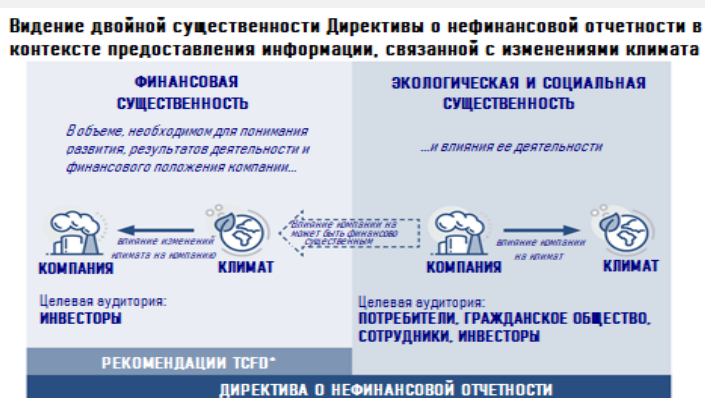 Видение двойной существенности Директивы о нефинансовой отчетности в
контексте предоставления информации, связанной с изменениями климата
ФИНАНСОВАЯ
СУЩЕСТВЕННОСТЬ
В объеме, необходимом для понимания
развития, результатов деятельности и
финансового положения компании...
влияние изменений
климата на компанию
КОМПАНИЯ
КЛИМАТ
Целевая аудитория:
ИНВЕСТОРЫ
Влияние компании на
может быть финансово
существенным
ЭКОЛОГИЧЕСКАЯ И СОЦИАЛЬНАЯ
СУЩЕСТВЕННОСТЬ
...и влияния ее деятельности
влияние компании
на климат
КОМПАНИЯ
КЛИМАТ
Целевая аудитория:
ПОТРЕБИТЕЛИ, ГРАЖДАНСКОЕ ОБЩЕСТВО,
СОТРУДНИКИ, ИНВЕСТОРЫ
РЕКОМЕНДАЦИИ TCFD*
ДИРЕКТИВА О НЕФИНАНСОВОЙ ОТЧЕТНОСТИ